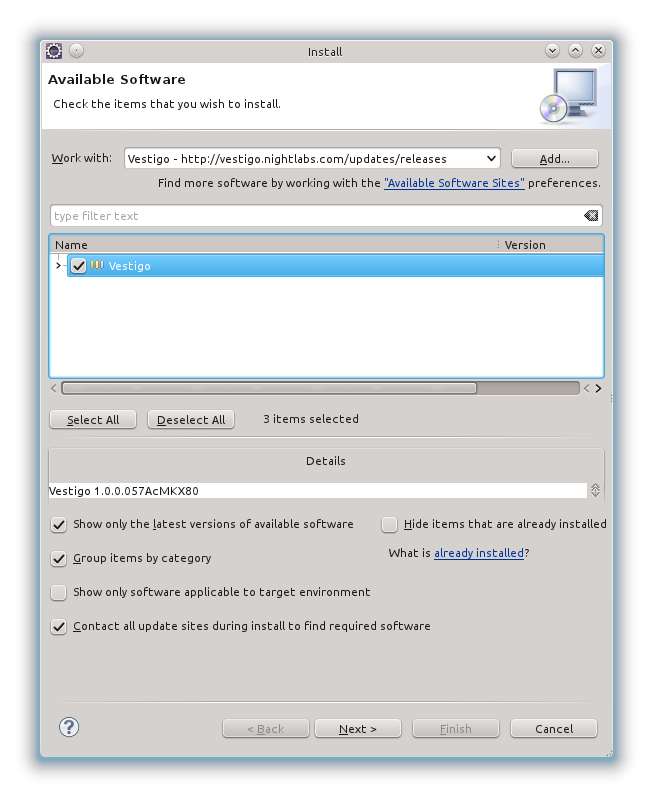 Install
Available Software
Check the items that you wish to install.
Work with: Vestigo - http://vestigo.nightlabs.com/updates/releases Add...
Find more software by working with the "Available Software Sites" preferences.
type filter text
Name Version
Vestigo
Select All Deselect All 3 items selected
Details
Vestigo 1.0.0.057AcMKX80
Show only the latest versions of available software Hide items that are already installed
Group items by category What is already installed?
Show only software applicable to target environment
Contact all update sites during install to find required software
? < Back Next > Finish Cancel